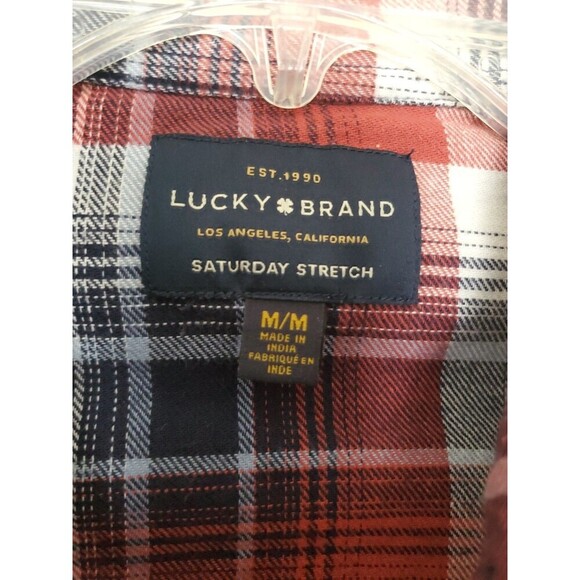 EST.1990
LUCKY BRAND
LOS ANGELES, CALIFORNIA
SATURDAY STRETCH
M/M
MADE IN
INDIA
FABRIQUÉ EN
INDE